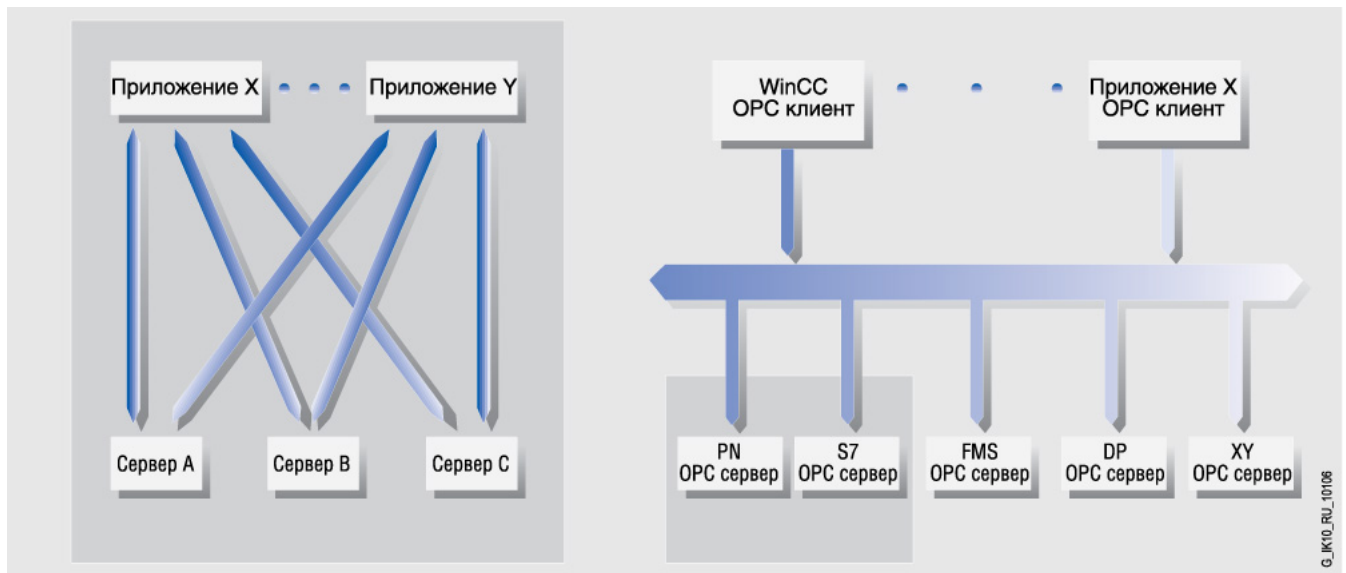 Приложение X
Приложение Y
Сервер A
Сервер B
Сервер C
WinCC
OPC клиент
Приложение X
OPC клиент
PN
OPC сервер
S7
OPC сервер
FMS
OPC сервер
DP
OPC сервер
XY
OPC сервер
G_IK10_RU_10106